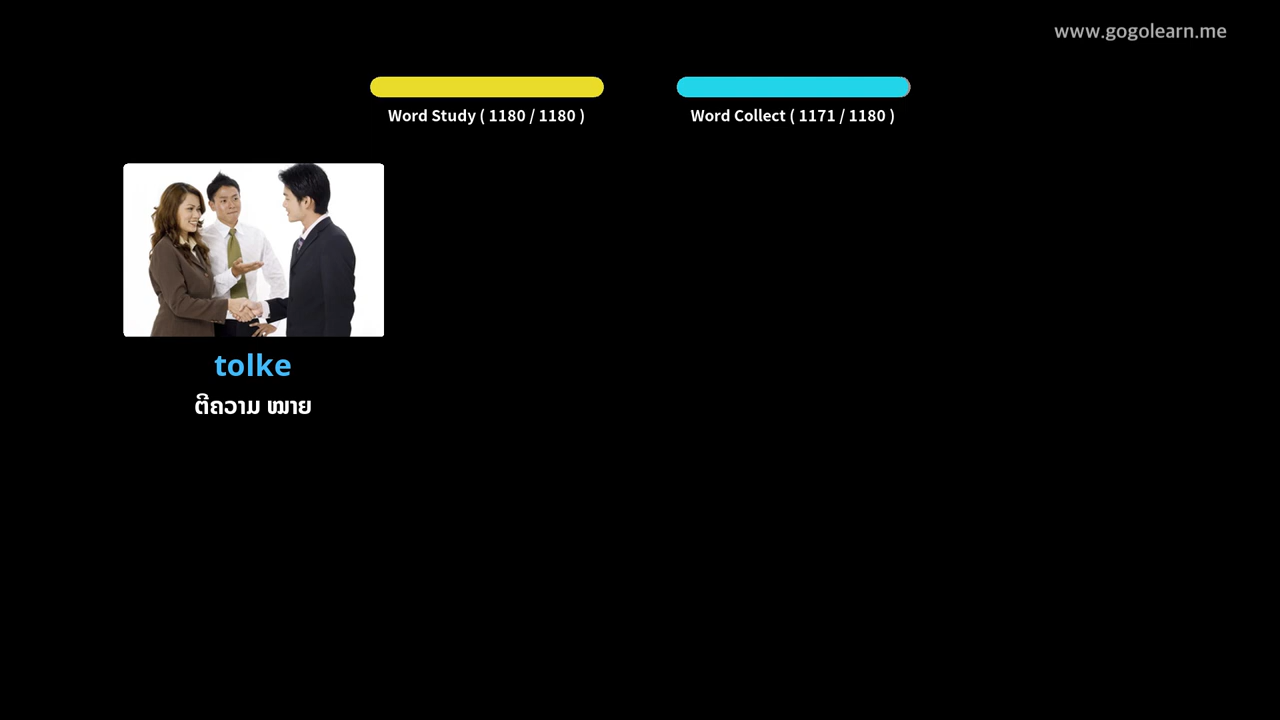 www.gogolearn.me
Word Study ( 1180 / 1180 )
Word Collect ( 1171 / 1180 )
tolke
ຕີຄວາມ ໝາຍ